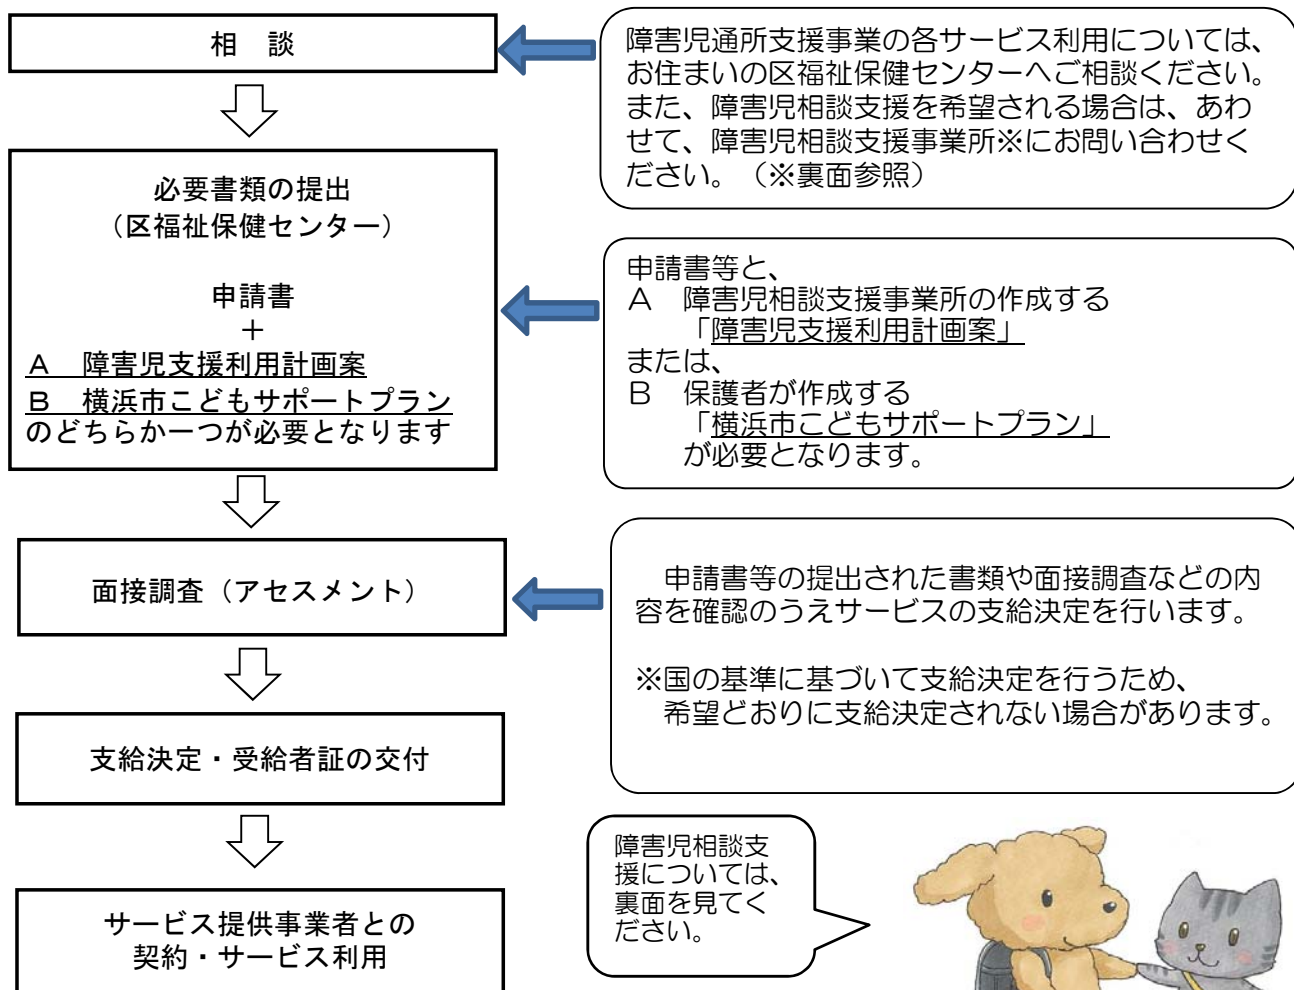 相　談
障害児通所支援事業の各サービス利用については、
お住まいの区福祉保健センターへご相談ください。
また、障害児相談支援を希望される場合は、あわ
せて、障害児相談支援事業所※にお問い合わせく
ださい。（※裏面参照）
必要書類の提出
（区福祉保健センター）
申請書
＋
Ａ　障害児支援利用計画案
Ｂ　横浜市こどもサポートプラン
のどちらか一つが必要となります
申請書等と、
Ａ　障害児相談支援事業所の作成する
「障害児支援利用計画案」
または、
Ｂ　保護者が作成する
「横浜市こどもサポートプラン」
が必要となります。
面接調査（アセスメント）
申請書等の提出された書類や面接調査などの内
容を確認のうえサービスの支給決定を行います。
※国の基準に基づいて支給決定を行うため、
希望どおりに支給決定されない場合があります。
支給決定・受給者証の交付
サービス提供事業者との
契約・サービス利用
障害児相談支
援については、
裏面を見てく
ださい。